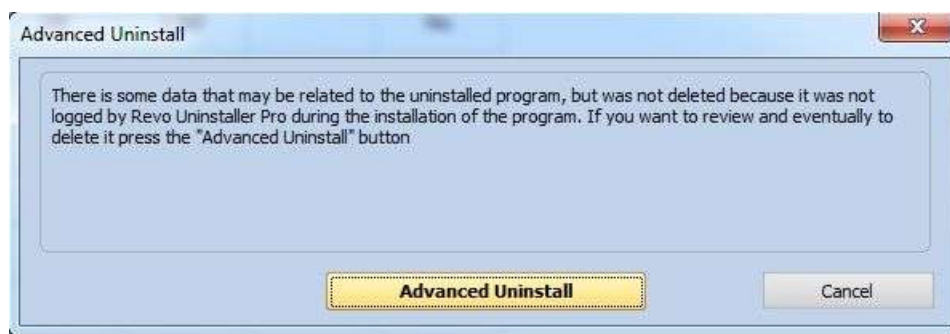 Advanced Uninstall
There is some data that may be related to the uninstalled program, but was not deleted because it was not
logged by Revo Uninstaller Pro during the installation of the program. If you want to review and eventually to
delete it press the "Advanced Uninstall" button
Advanced Uninstall
Cancel